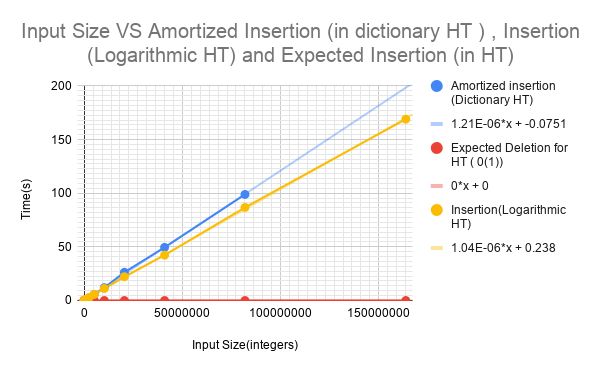 Input Size VS Amortized Insertion (in dictionary HT ) , Insertion
(Logarithmic HT) and Expected Insertion (in HT)
200
150
100
50
0
Time(s)
0
50000000
100000000
150000000
Input Size(integers)
Amortized insertion
(Dictionary HT)
1.21E-06*x + -0.0751
Expected Deletion for
HT ( 0(1))
0*x + 0
Insertion(Logarithmic
HT)
1.04E-06*x + 0.238